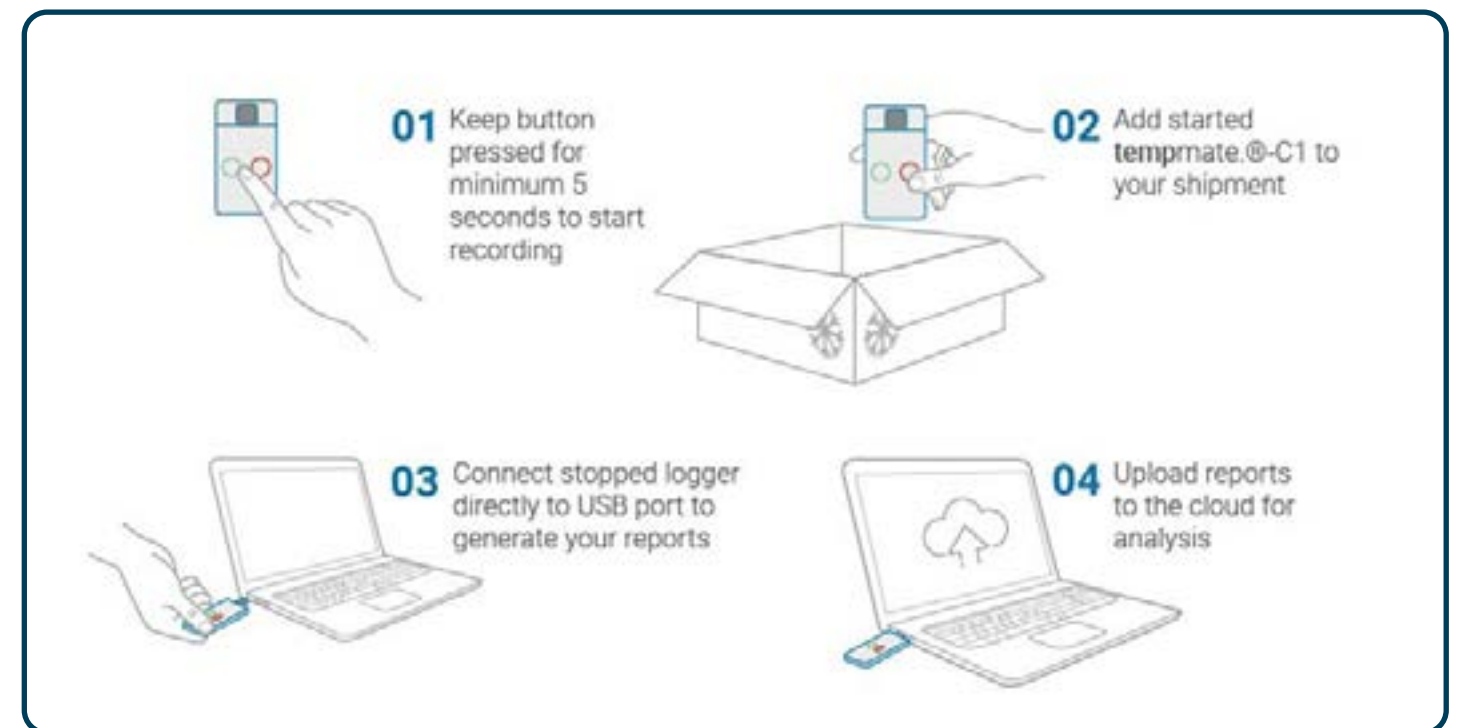 01 Keep button
pressed for
minimum 5
seconds to start
recording
02 Add started
tempmate.®-C1 to
your shipment
03 Connect stopped logger
directly to USB port to
generate your reports
04 Upload reports
to the cloud for
analysis